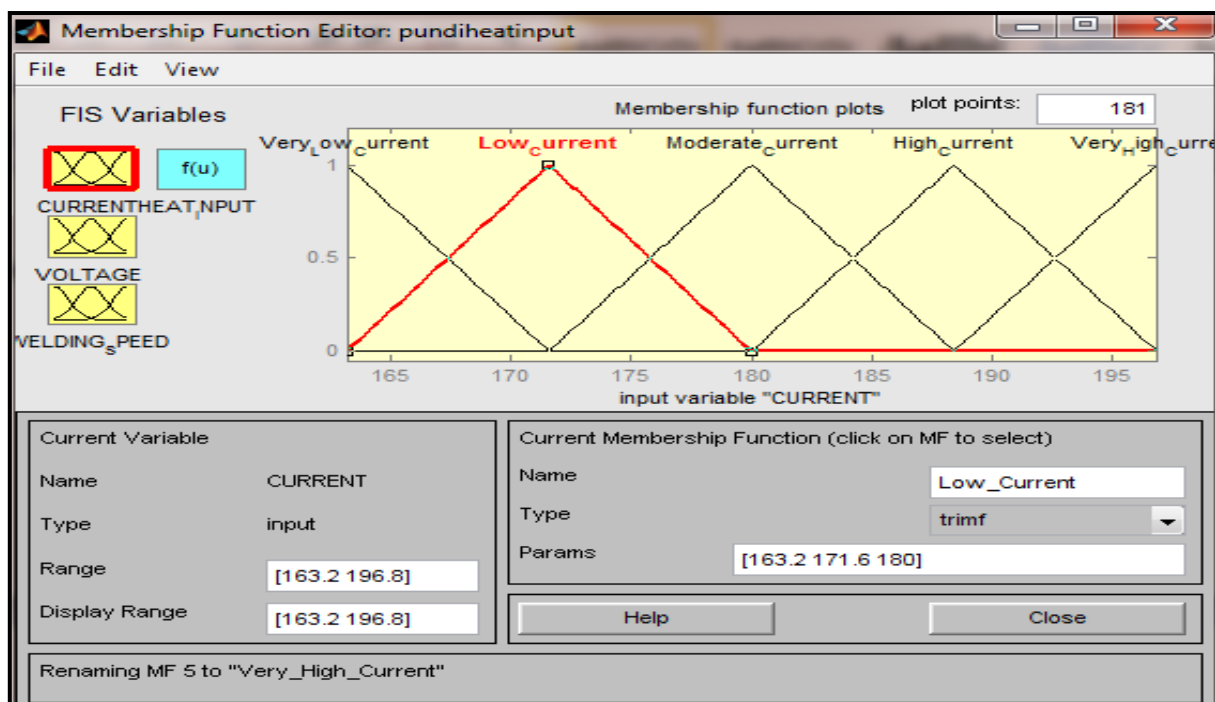 Membership Function Editor: pundiheatinput
File Edit View
FIS Variables
f(u)
CURRENTHEAT_INPUT
VOLTAGE
WELDING_SPEED
Membership function plots plot points: 181
Very_Low_Current Low_Current Moderate_Current High_Current Very_High_Curre
1
0.5
0
165 170 175 180 185 190 195
input variable "CURRENT"
Current Variable
Name CURRENT
Type input
Range [163.2 196.8]
Display Range [163.2 196.8]
Current Membership Function (click on MF to select)
Name Low_Current
Type trimf
Params [163.2 171.6 180]
Help Close
Renaming MF 5 to "Very_High_Current"